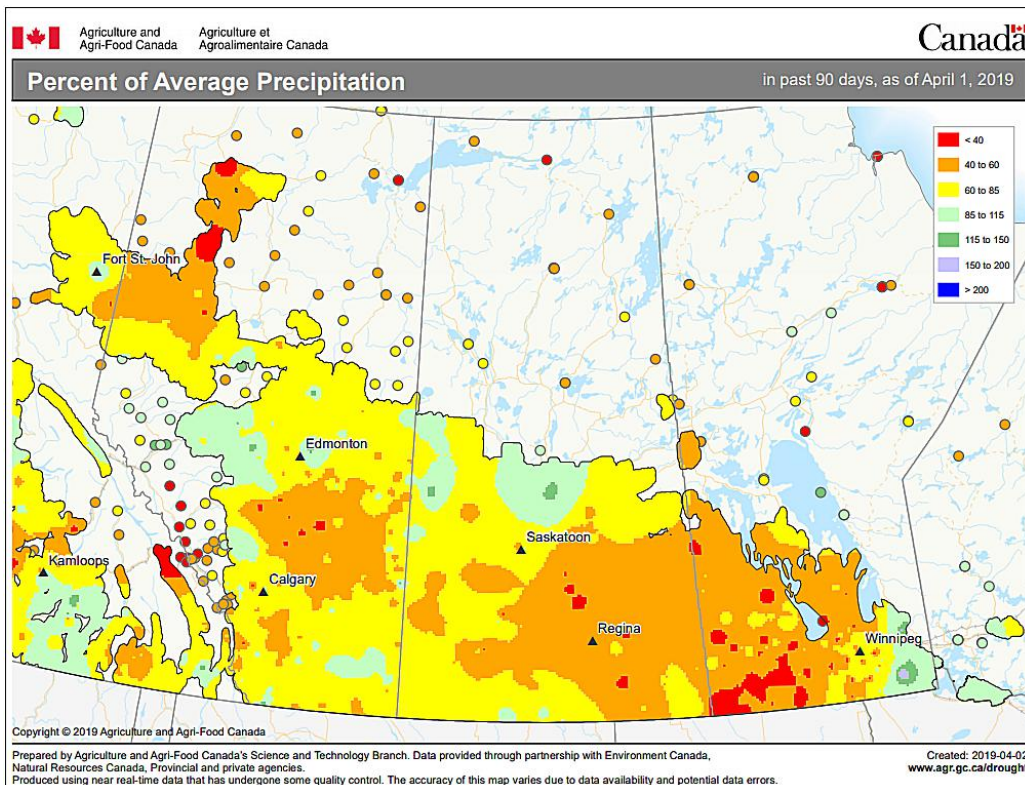 Agriculture and
Agri-Food Canada
Agriculture et
Agroalimentaire Canada
Canada
Percent of Average Precipitation
in past 90 days, as of April 1, 2019
< 40
40 to 60
60 to 85
85 to 115
115 to 150
150 to 200
> 200
Fort St. John
Edmonton
Saskatoon
Kamloops
Calgary
Regina
Winnipeg
Copyright © 2019 Agriculture and Agri-Food Canada
Prepared by Agriculture and Agri-Food Canada's Science and Technology Branch. Data provided through partnership with Environment Canada,
Natural Resources Canada, Provincial and private agencies.
Produced using near real-time data that has undergone some quality control. The accuracy of this map varies due to data availability and potential data errors.
Created: 2019-04-02
www.agr.gc.ca/drought